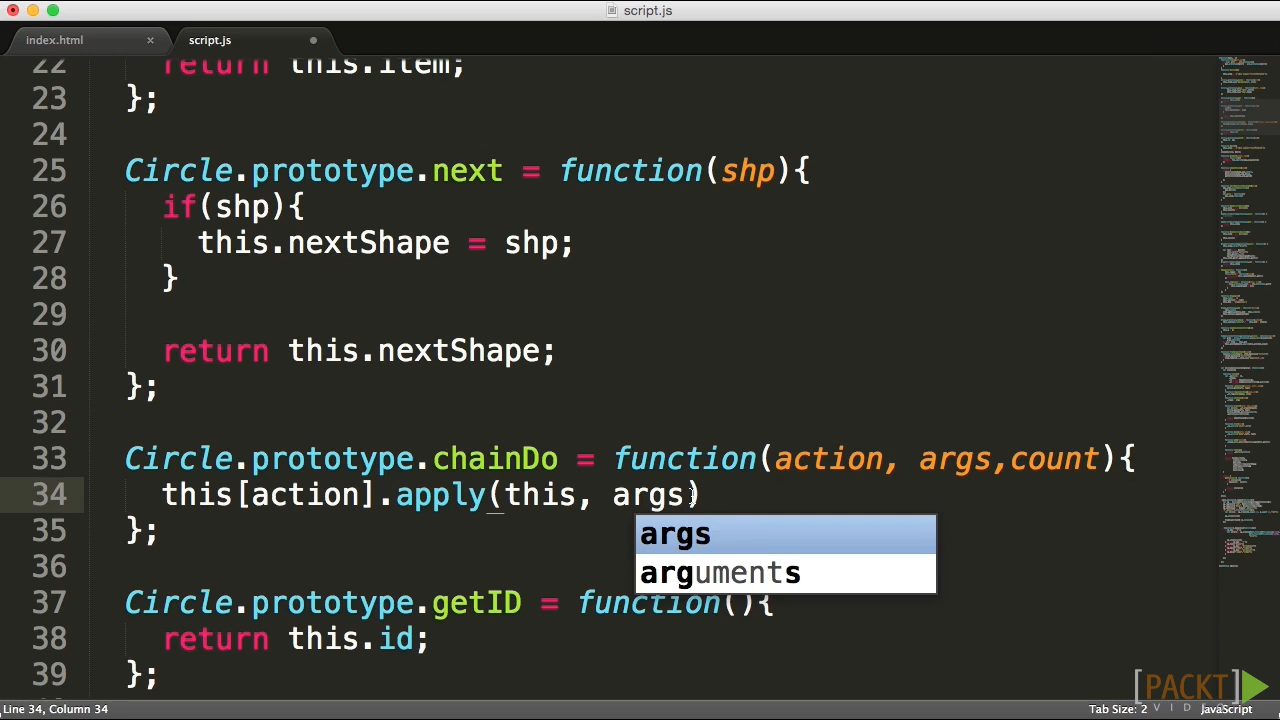 script.js
index.html × script.js
22 return this.item;
23 };
24
25 Circle.prototype.next = function(shp){
26 if(shp){
27 this.nextShape = shp;
28 }
29
30 return this.nextShape;
31 };
32
33 Circle.prototype.chainDo = function(action, args,count){
34 this[action].apply(this, args)
args
35 };
arguments
36
37 Circle.prototype.getID = function(){
38 return this.id;
39 };
[PACKT]
VIDEO
Line 34, Column 34 Tab Size: 2 JavaScript